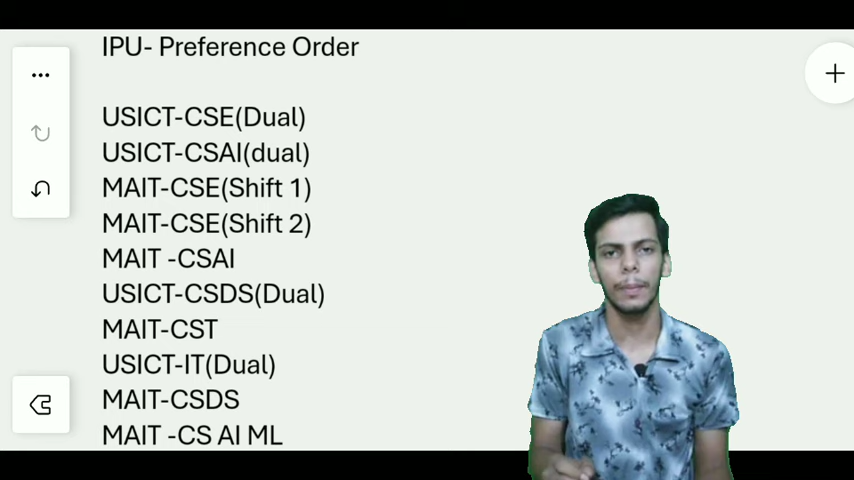 IPU- Preference Order
USICT-CSE(Dual)
USICT-CSAI(dual)
MAIT-CSE(Shift 1)
MAIT-CSE(Shift 2)
MAIT -CSAI
USICT-CSDS(Dual)
MAIT-CST
USICT-IT(Dual)
MAIT-CSDS
MAIT -CS AI ML